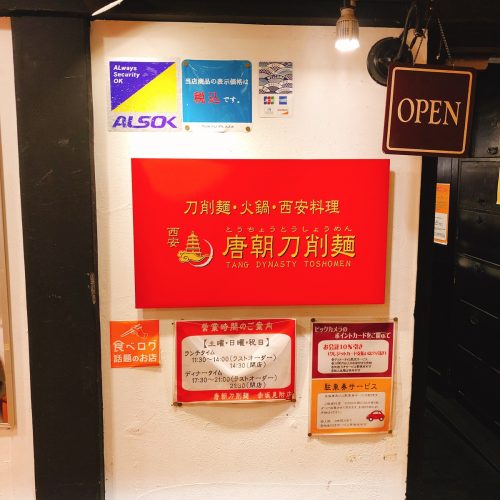 ALways
Security
OK
ALSOK
当店商品の表示価格は
税込です。
OPEN
刀削麺・火鍋・西安料理
西安
とうちょうとうしょうめん
唐朝刀削麺
TANG DYNASTY TOSHOMEN
食べログ
話題のお店
営業時間のご案内
【土曜・日曜・祝日】
ランチタイム
11:30~14:00(ラストオーダー)
14:30(閉店)
ディナータイム
17:30~21:00(ラストオーダー)
21:30(閉店)
唐朝刀削麺 赤坂見附店
ビックカメラの
ポイントカードをご提示で
お会計10%引き
駐車券サービス